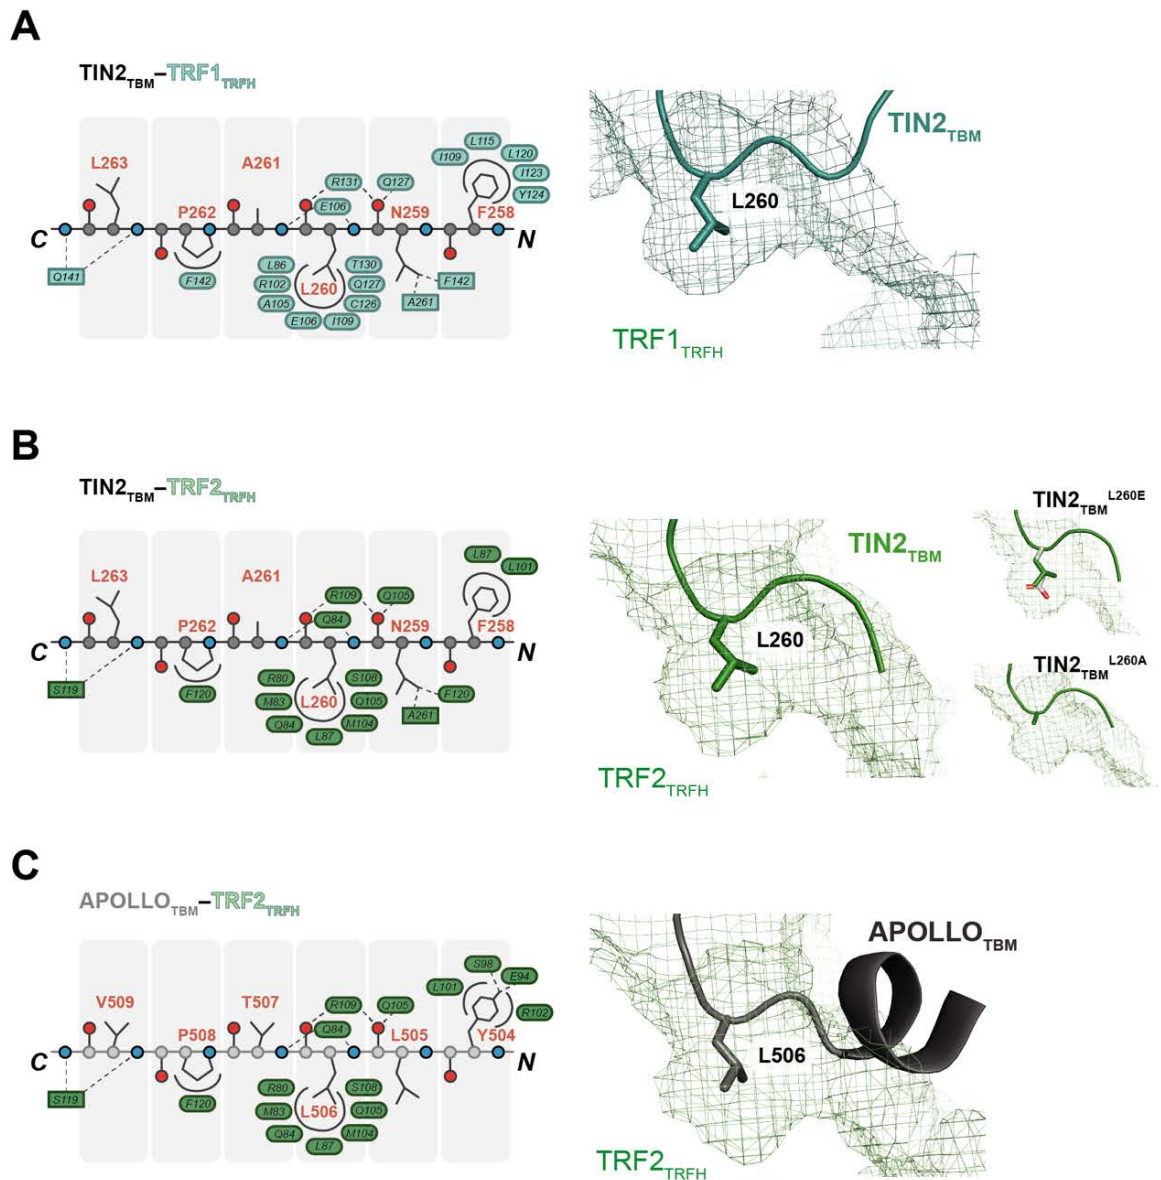 A
TIN2TBM–TRF1TRFH
L263
A261
P262
N259
F258
C
N
Q141
F142
R131
Q127
E106
L115
I109
L120
I123
Y124
L86
R102
A105
E106
I109
C126
Q127
T130
L260
F142
A261
TIN2TBM
L260
TRF1TRFH
B
TIN2TBM–TRF2TRFH
L263
A261
P262
N259
F258
C
N
S119
F120
R109
Q105
Q84
L87
L101
R80
M83
Q84
L87
M104
Q105
S108
L260
F120
A261
TIN2TBM
L260
TRF2TRFH
TIN2TBM L260E
TIN2TBM L260A
C
APOLLOTBM–TRF2TRFH
V509
T507
P508
L505
Y504
C
N
S119
F120
R109
Q105
Q84
L101
S98
E94
R102
R80
M83
Q84
L87
M104
Q105
S108
L506
APOLLOTBM
L506
TRF2TRFH